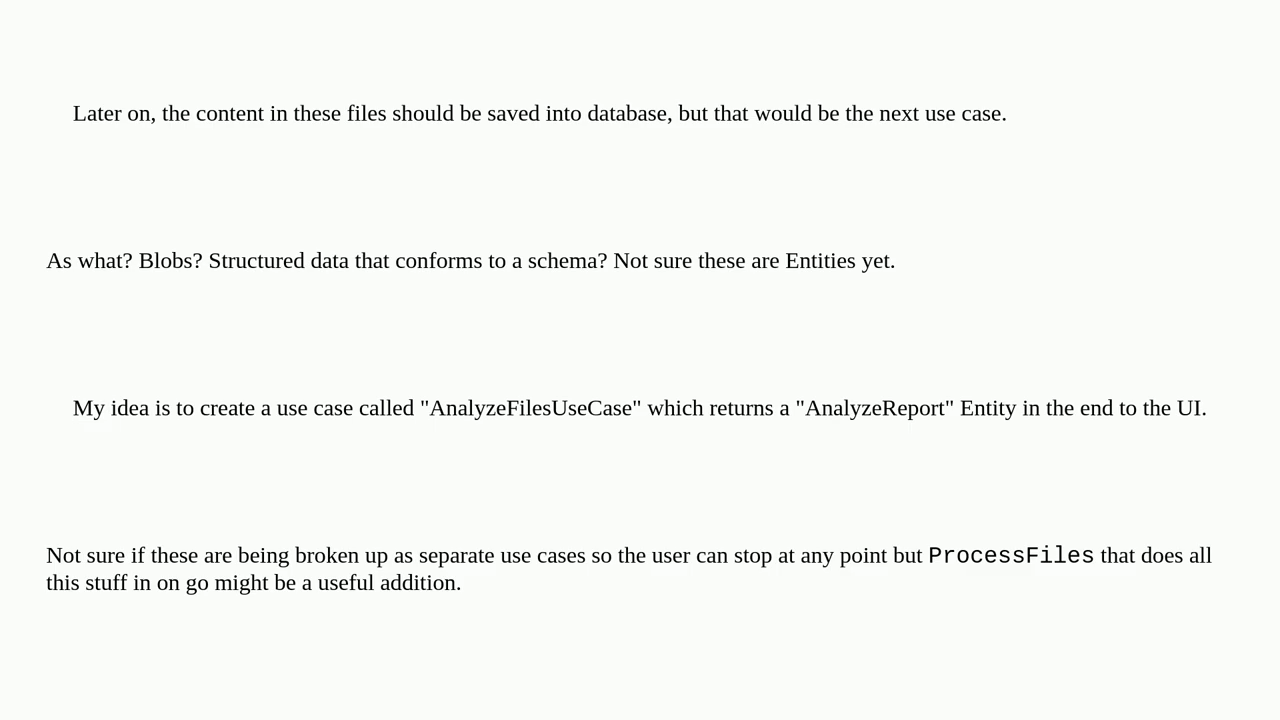 Later on, the content in these files should be saved into database, but that would be the next use case.
As what? Blobs? Structured data that conforms to a schema? Not sure these are Entities yet.
My idea is to create a use case called "AnalyzeFilesUseCase" which returns a "AnalyzeReport" Entity in the end to the UI.
Not sure if these are being broken up as separate use cases so the user can stop at any point but ProcessFiles that does all
this stuff in on go might be a useful addition.